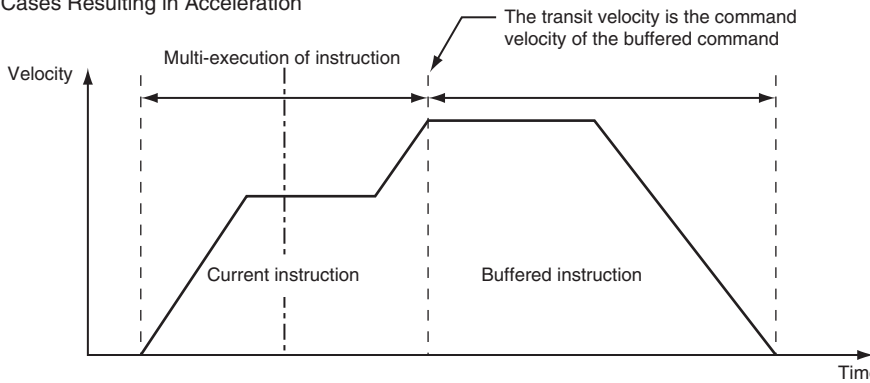 Cases Resulting in Acceleration
The transit velocity is the command
velocity of the buffered command
Multi-execution of instruction
Velocity
Current instruction
Buffered instruction
Time